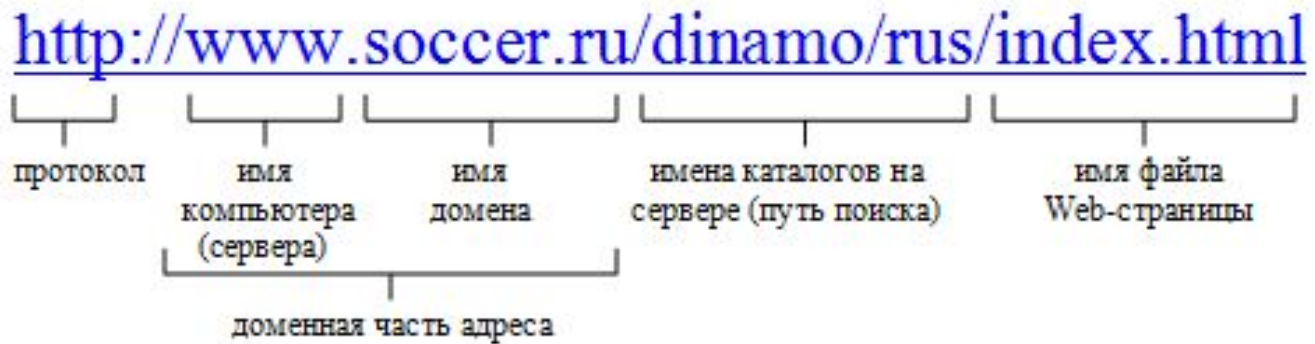 http://www.soccer.ru/dinamo/rus/index.html
протокол
имя
компьютера
(сервера)
имя
домена
имена каталогов на
сервере (путь поиска)
имя файла
Web-страницы
доменная часть адреса